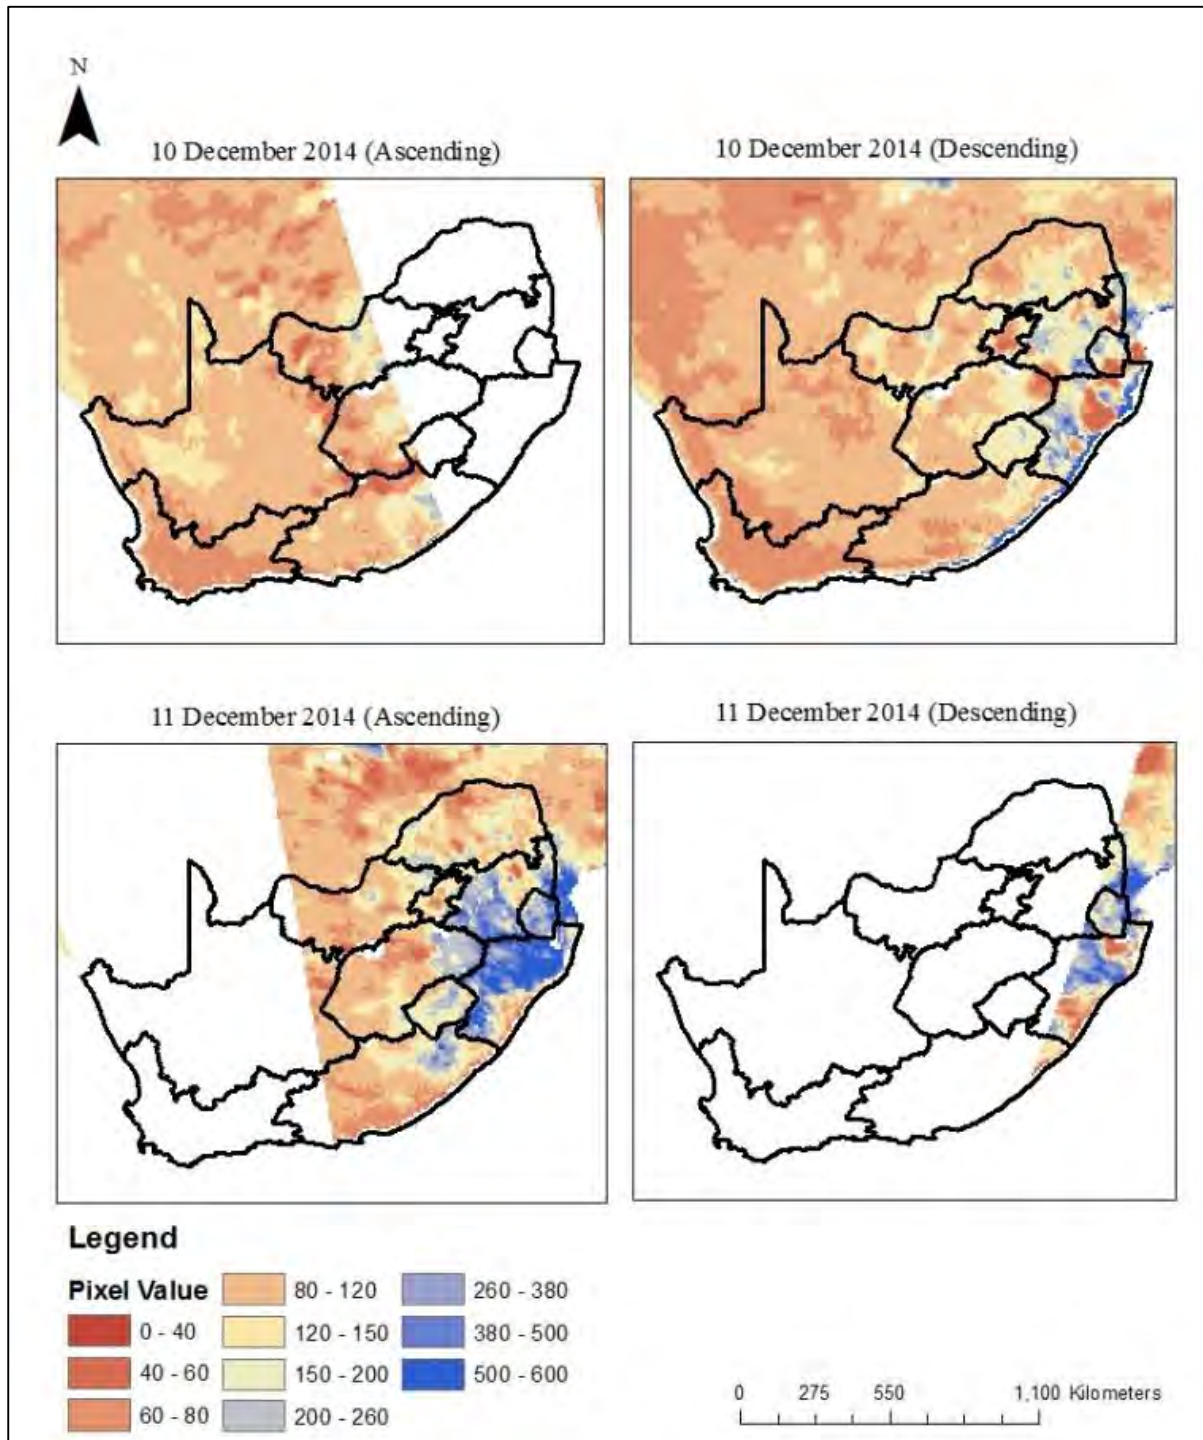 N
10 December 2014 (Ascending)
10 December 2014 (Descending)
11 December 2014 (Ascending)
11 December 2014 (Descending)
Legend
Pixel Value
0 - 40
40 - 60
60 - 80
80 - 120
120 - 150
150 - 200
200 - 260
260 - 380
380 - 500
500 - 600
0 275 550 1,100 Kilometers